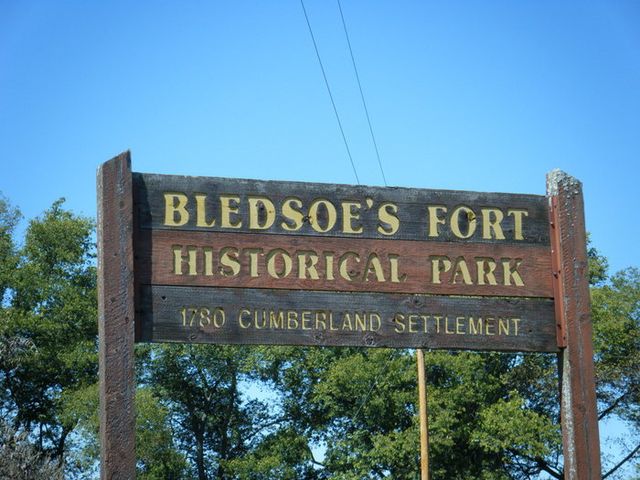 BLEDSOE'S FORT
HISTORICAL PARK
1780 CUMBERLAND SETTLEMENT